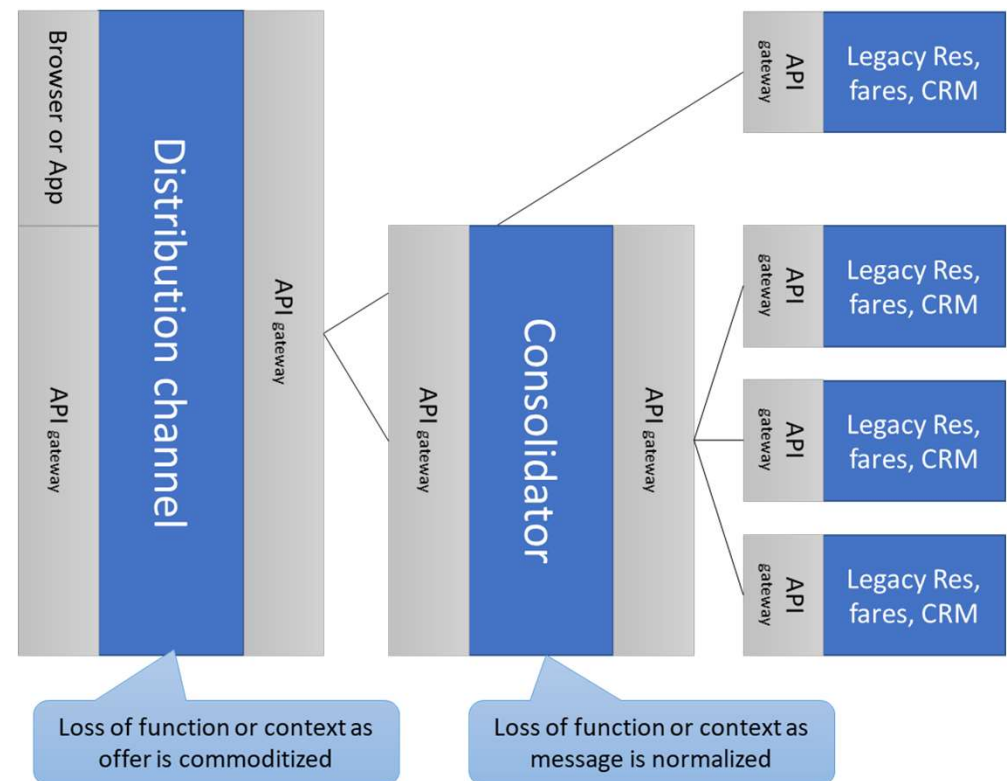 Browser or App
API gateway
Distribution channel
API gateway
API gateway
Consolidator
API gateway
API
gateway
Legacy Res,
fares, CRM
API
gateway
Legacy Res,
fares, CRM
API
gateway
Legacy Res,
fares, CRM
API
gateway
Legacy Res,
fares, CRM
Loss of function or context as
offer is commoditized
Loss of function or context as
message is normalized